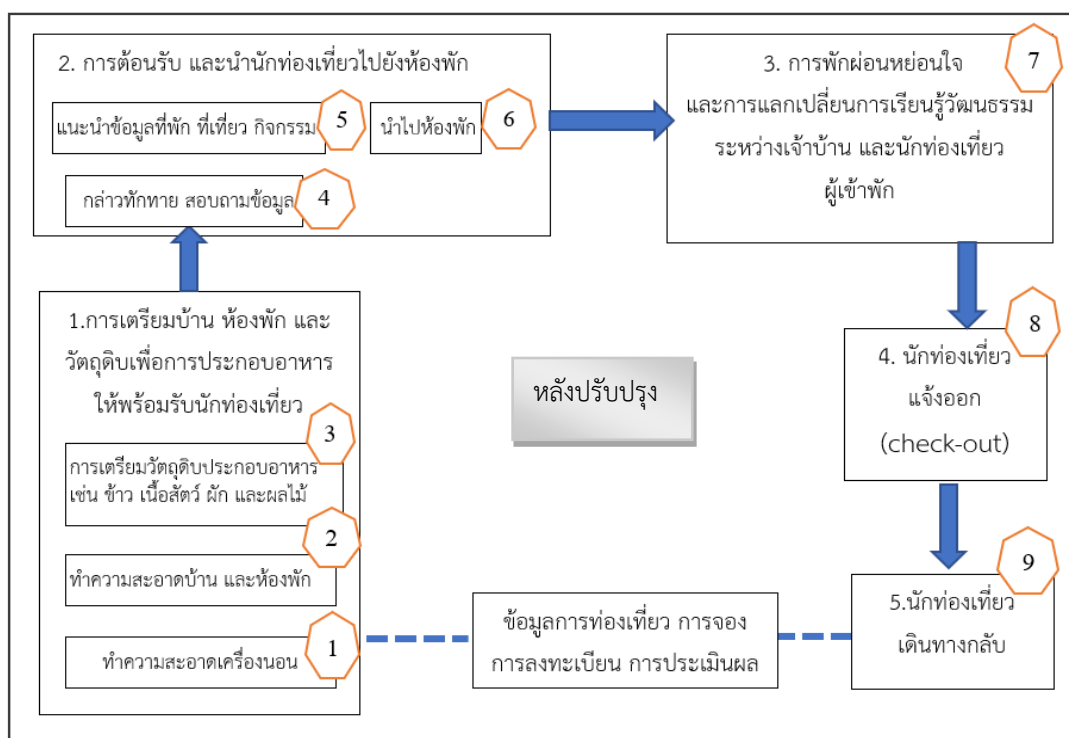 2. การต้อนรับ และนำนักท่องเที่ยวไปยังห้องพัก
แนะนำข้อมูลที่พัก ที่เที่ยว กิจกรรม
5
นำไปห้องพัก
6
กล่าวทักทาย สอบถามข้อมูล
4
7
3. การพักผ่อนหย่อนใจ
และการแลกเปลี่ยนการเรียนรู้วัฒนธรรม
ระหว่างเจ้าบ้าน และนักท่องเที่ยว
ผู้เข้าพัก
1.การเตรียมบ้าน ห้องพัก และ
วัตถุดิบเพื่อการประกอบอาหาร
ให้พร้อมรับนักท่องเที่ยว
3
การเตรียมวัตถุดิบประกอบอาหาร
เช่น ข้าว เนื้อสัตว์ ผัก และผลไม้
2
ทำความสะอาดบ้าน และห้องพัก
1
ทำความสะอาดเครื่องนอน
หลังปรับปรุง
8
4. นักท่องเที่ยว
แจ้งออก
(check-out)
9
5.นักท่องเที่ยว
เดินทางกลับ
ข้อมูลการท่องเที่ยว การจอง
การลงทะเบียน การประเมินผล